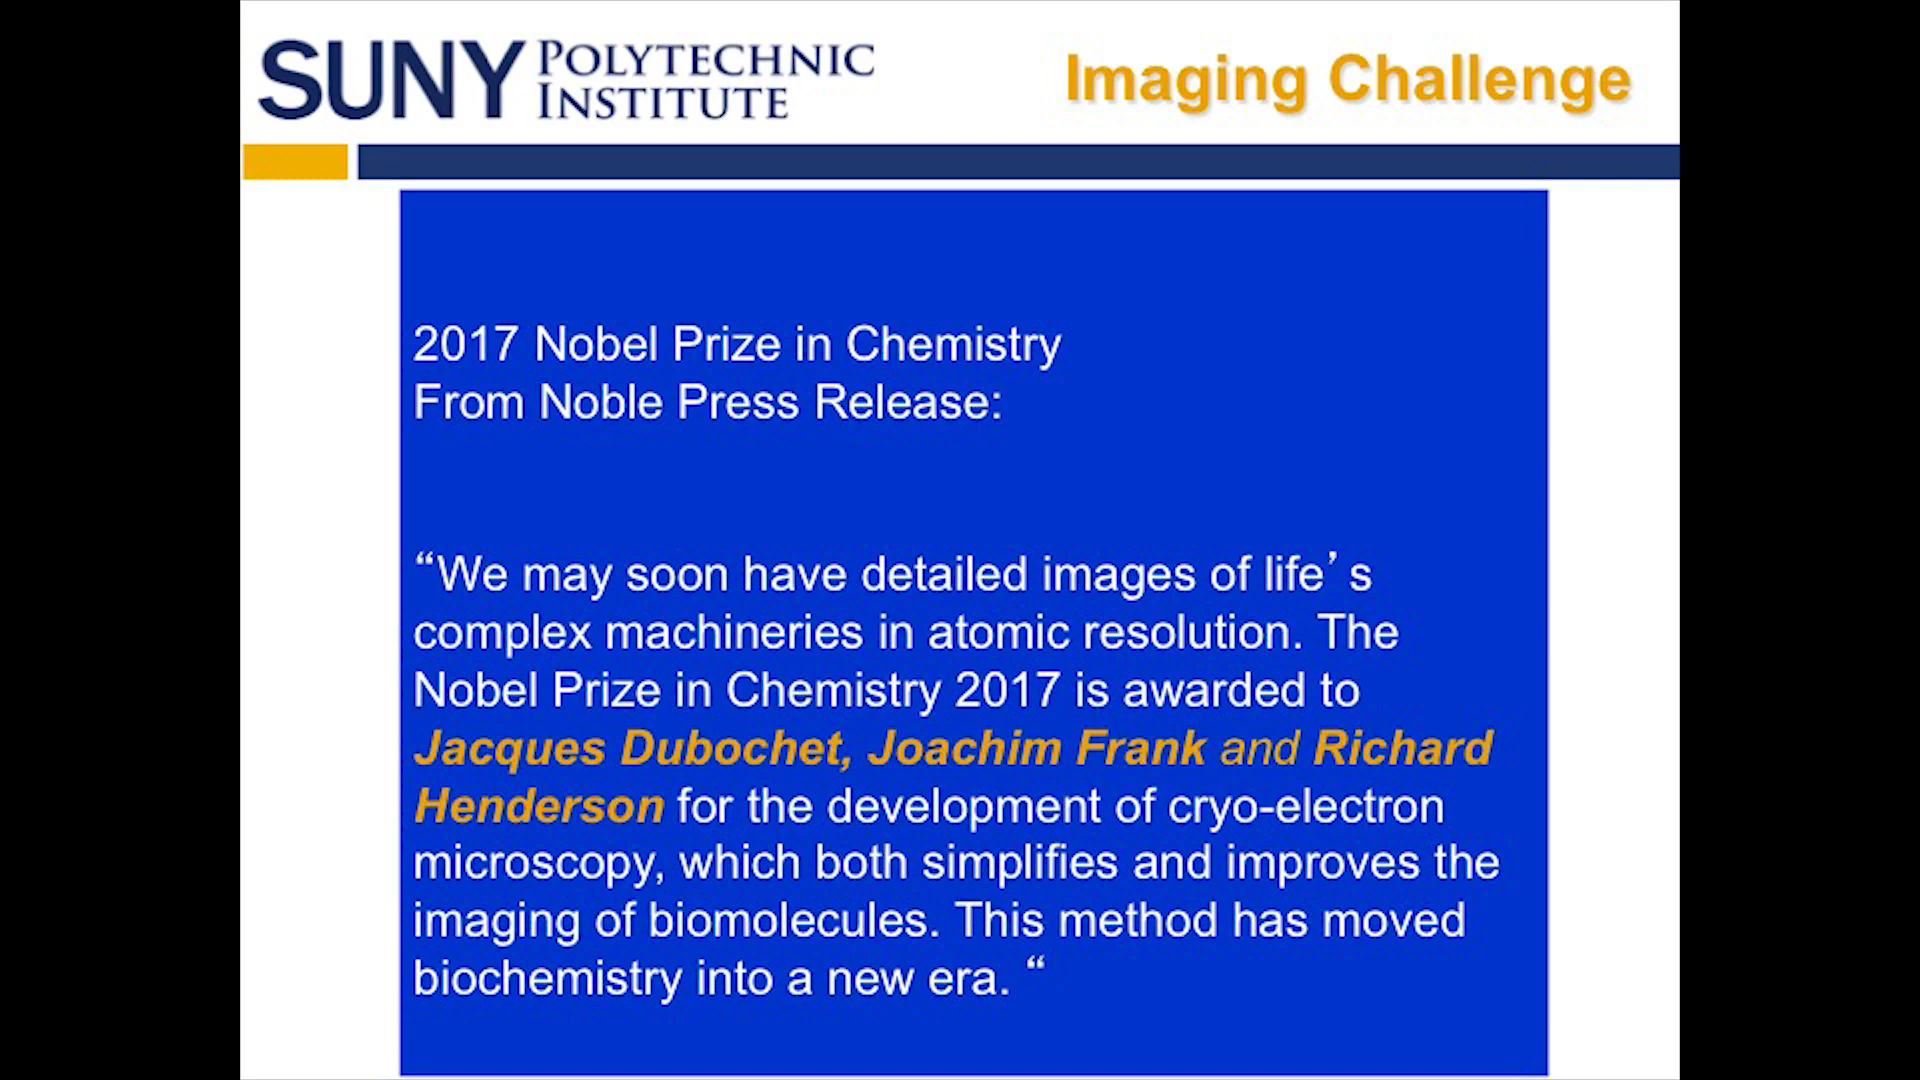 SUNY POLYTECHNIC INSTITUTE
Imaging Challenge
2017 Nobel Prize in Chemistry
From Noble Press Release:
“We may soon have detailed images of life’s
complex machineries in atomic resolution. The
Nobel Prize in Chemistry 2017 is awarded to
Jacques Dubochet, Joachim Frank and Richard
Henderson for the development of cryo-electron
microscopy, which both simplifies and improves the
imaging of biomolecules. This method has moved
biochemistry into a new era. “